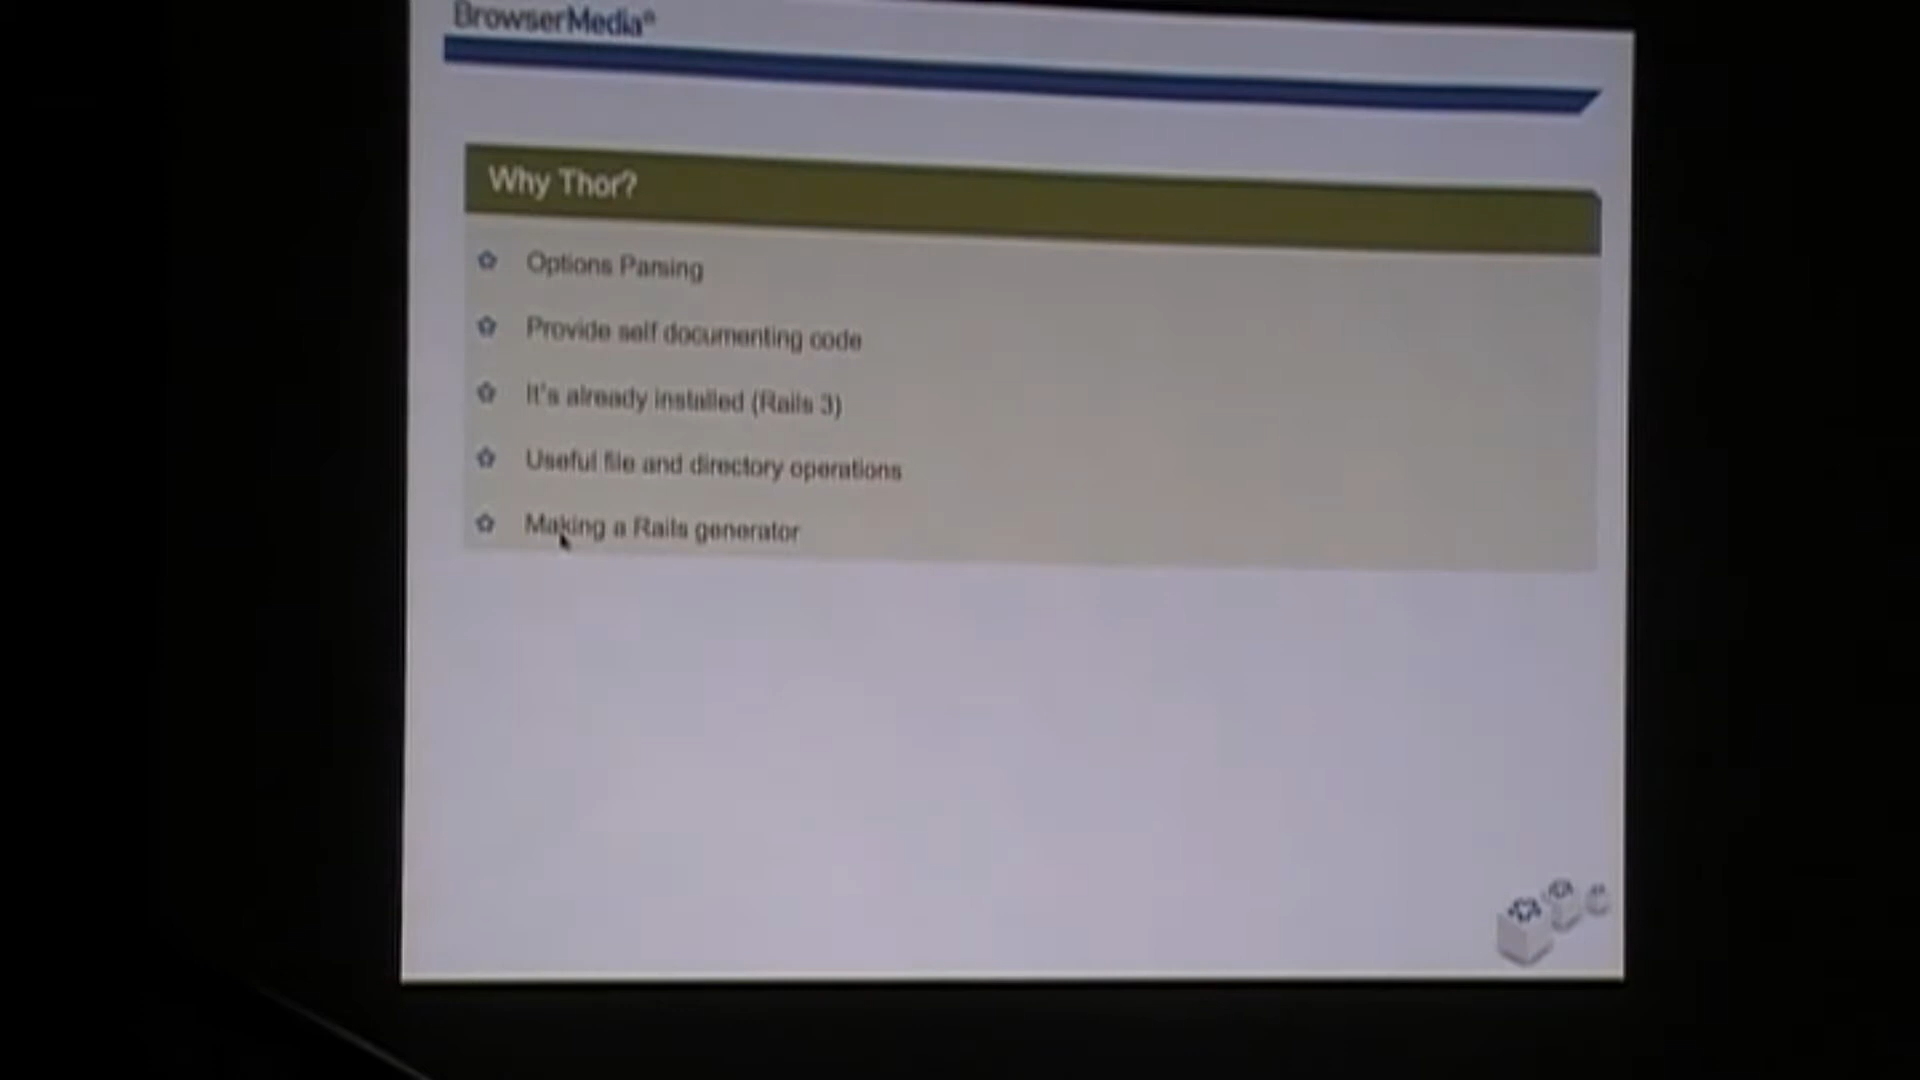 BrowserMedia®
Why Thor?
Options Parsing
Provide self documenting code
It's already installed (Rails 3)
Useful file and directory operations
Making a Rails generator